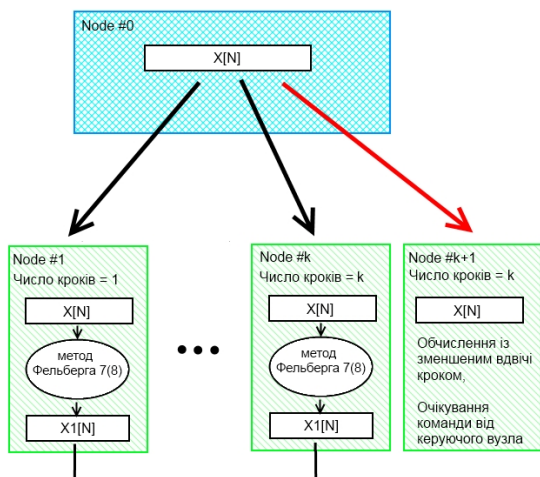 Node #0
X[N]
Node #1
Число кроків = 1
X[N]
метод
Фельберга 7(8)
X1[N]
Node #k
Число кроків = k
X[N]
метод
Фельберга 7(8)
X1[N]
Node #k+1
Число кроків = k
X[N]
Обчислення із
зменшеним вдвічі
кроком,
Очікування
команди від
керуючого вузла